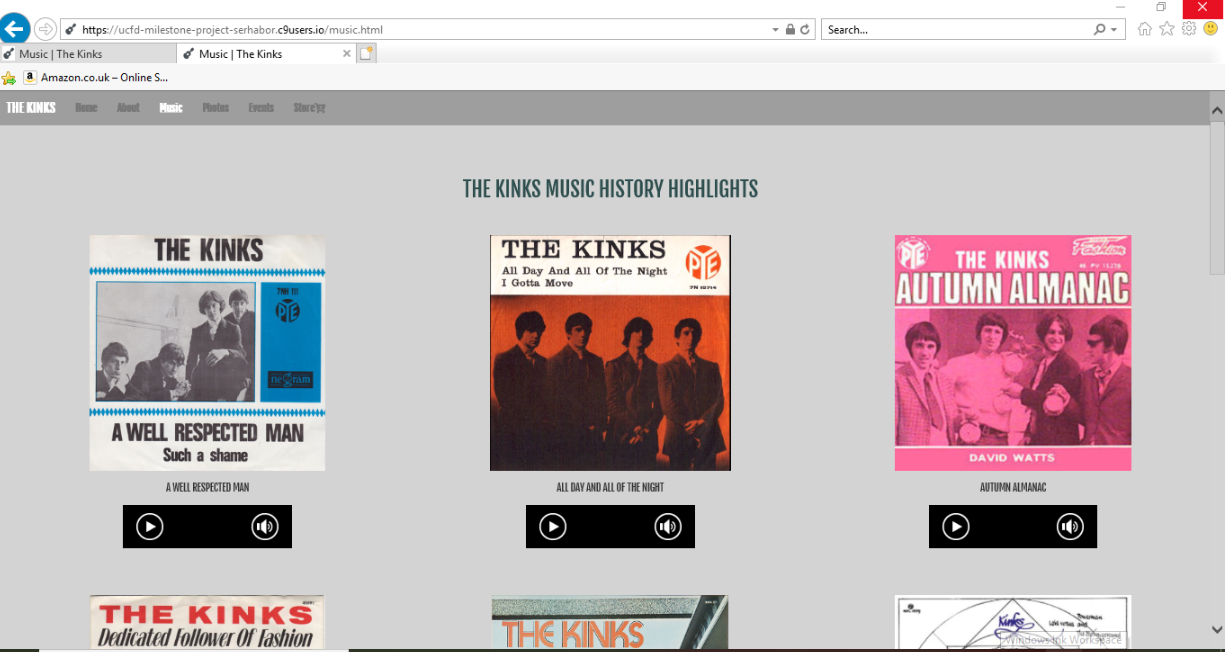 https://ucfd-milestone-project-serhabor.c9users.io/music.html
Search...
Music | The Kinks
Music | The Kinks
Amazon.co.uk – Online S...
THE KINKS Home About Music Photos Events Store
THE KINKS MUSIC HISTORY HIGHLIGHTS
THE KINKS
PYE
A WELL RESPECTED MAN
Such a shame
A WELL RESPECTED MAN
THE KINKS
All Day And All Of The Night
I Gotta Move
PYE
ALL DAY AND ALL OF THE NIGHT
PYE
THE KINKS
Fashion
AUTUMN ALMANAC
DAVID WATTS
AUTUMN ALMANAC
THE KINKS
Dedicated Follower Of Fashion
THE KINKS
Kinks
Windows Ink Workspace